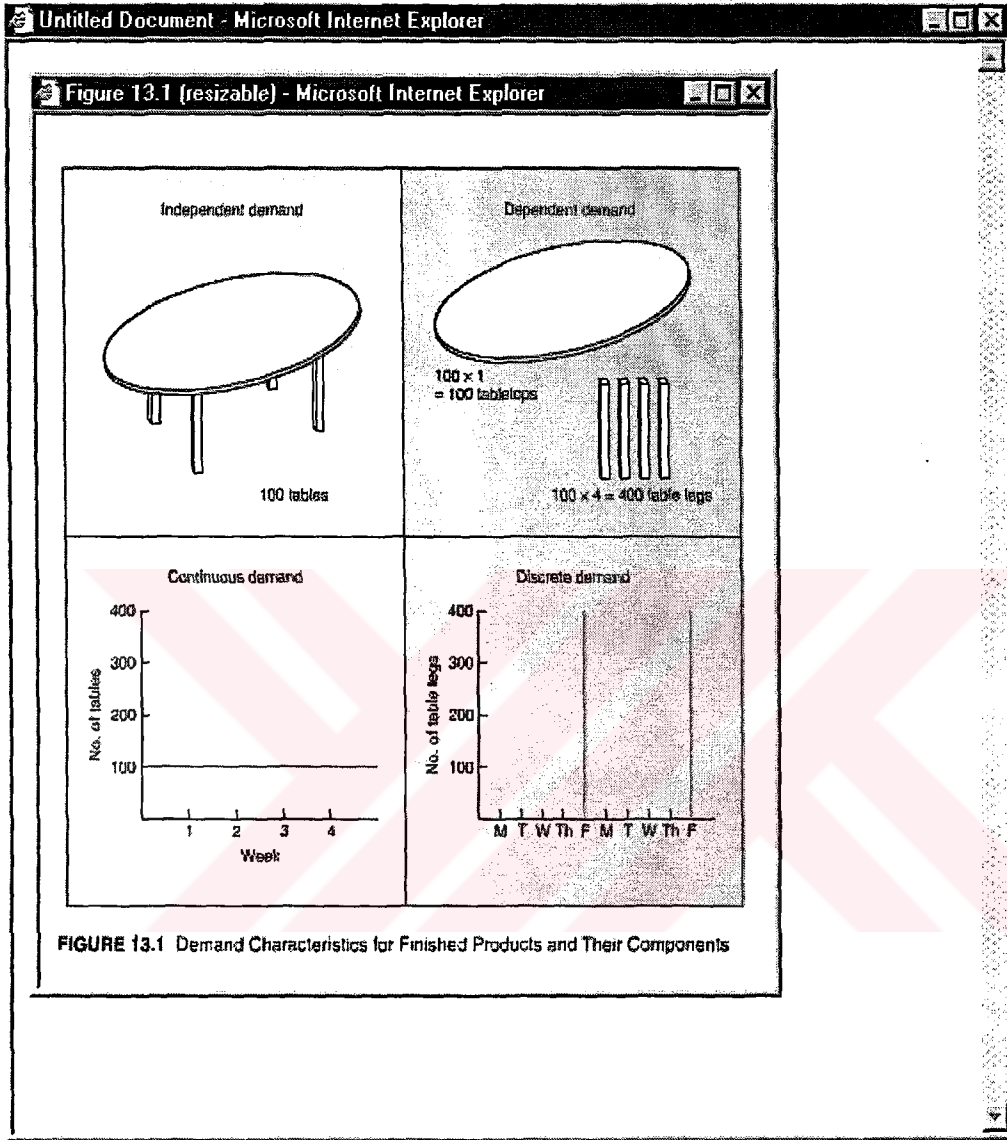 Untitled Document - Microsoft Internet Explorer
Figure 13.1 (resizable) - Microsoft Internet Explorer
Independent demand
100 tables
Dependent demand
100 × 1
= 100 tabletops
100 × 4 = 400 table legs
Continuous demand
No. of tables
400
300
200
100
1 2 3 4
Week
Discrete demand
No. of table legs
400
300
200
100
M T W Th F M T W Th F
FIGURE 13.1 Demand Characteristics for Finished Products and Their Components